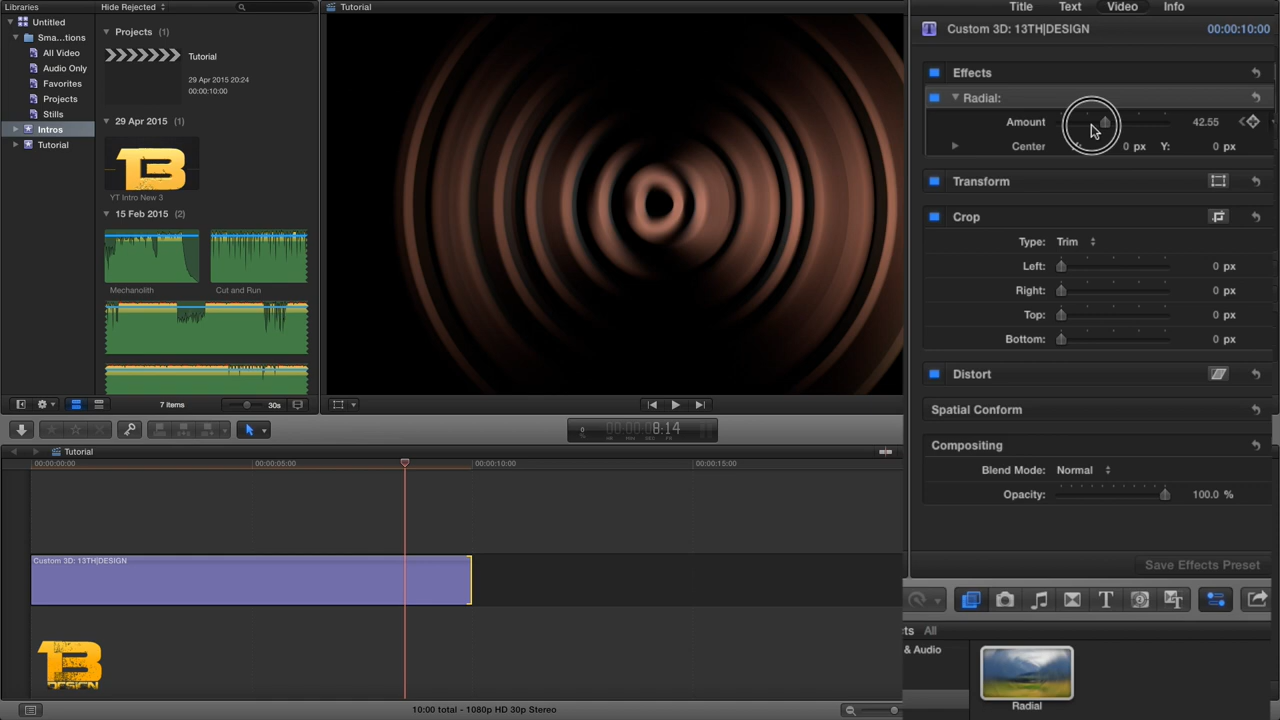 Libraries
Hide Rejected
Tutorial
Title Text Video Info
Untitled
Sma...tions
All Video
Audio Only
Favorites
Projects
Stills
Intros
Tutorial
Projects (1)
Tutorial
29 Apr 2015 20:24
00:00:10:00
29 Apr 2015 (1)
YT Intro New 3
15 Feb 2015 (2)
Mechanolith
Cut and Run
7 items
30s
Custom 3D: 13TH|DESIGN 00:00:10:00
Effects
Radial:
Amount 42.55
Center 0 px Y: 0 px
Transform
Crop
Type: Trim
Left: 0 px
Right: 0 px
Top: 0 px
Bottom: 0 px
Distort
Spatial Conform
Compositing
Blend Mode: Normal
Opacity: 100.0 %
Save Effects Preset
8:14
Tutorial
00:00:00:00 00:00:05:00 00:00:10:00 00:00:15:00
Custom 3D: 13TH|DESIGN
13
DESIGN
10:00 total - 1080p HD 30p Stereo
cts All
& Audio
Radial